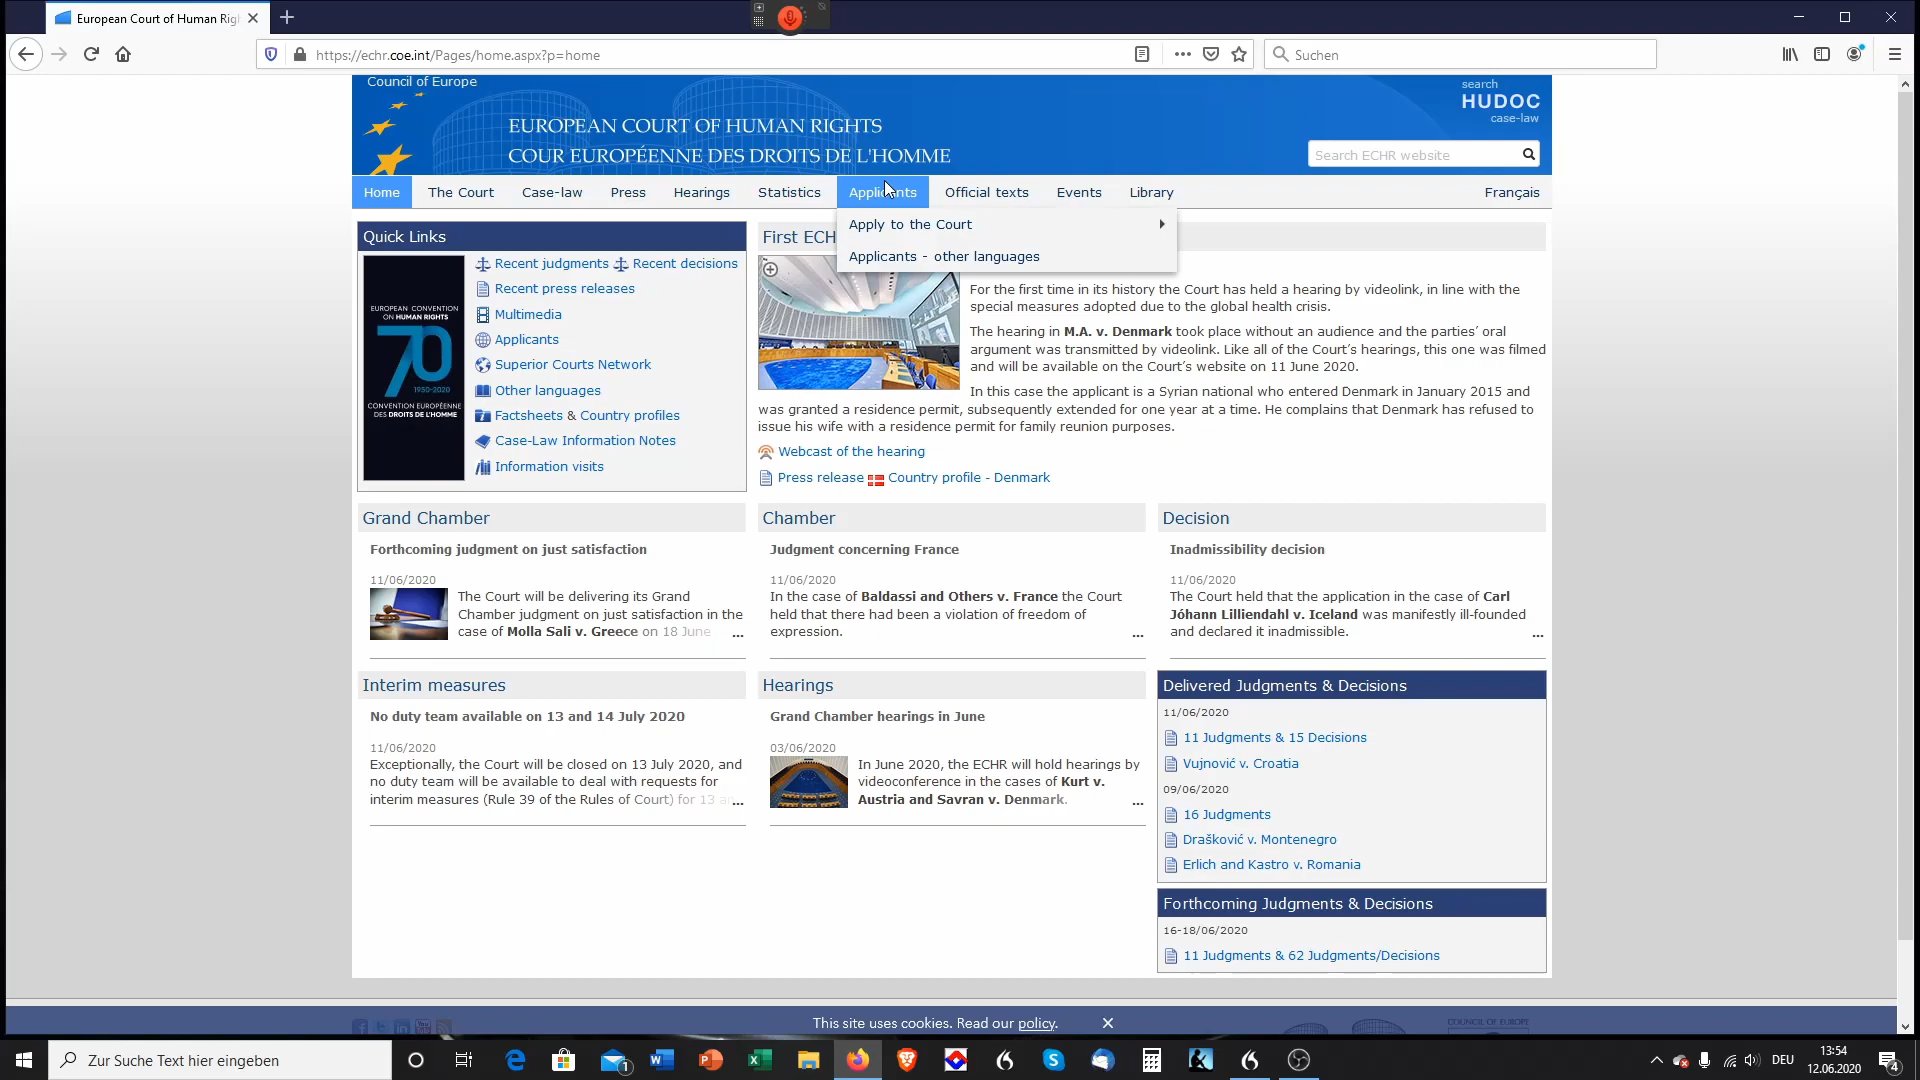 European Court of Human Rig
https://echr.coe.int/Pages/home.aspx?p=home
Suchen
Council of Europe
EUROPEAN COURT OF HUMAN RIGHTS
COUR EUROPÉENNE DES DROITS DE L'HOMME
search
HUDOC
case-law
Search ECHR website
Home
The Court
Case-law
Press
Hearings
Statistics
Applicants
Official texts
Events
Library
Français
Apply to the Court
Applicants - other languages
Quick Links
EUROPEAN CONVENTION
ON HUMAN RIGHTS
70
1950-2020
CONVENTION EUROPÉENNE
DES DROITS DE L'HOMME
Recent judgments Recent decisions
Recent press releases
Multimedia
Applicants
Superior Courts Network
Other languages
Factsheets & Country profiles
Case-Law Information Notes
Information visits
First ECH
For the first time in its history the Court has held a hearing by videolink, in line with the
special measures adopted due to the global health crisis.
The hearing in M.A. v. Denmark took place without an audience and the parties’ oral
argument was transmitted by videolink. Like all of the Court’s hearings, this one was filmed
and will be available on the Court’s website on 11 June 2020.
In this case the applicant is a Syrian national who entered Denmark in January 2015 and
was granted a residence permit, subsequently extended for one year at a time. He complains that Denmark has refused to
issue his wife with a residence permit for family reunion purposes.
Webcast of the hearing
Press release Country profile - Denmark
Grand Chamber
Forthcoming judgment on just satisfaction
11/06/2020
The Court will be delivering its Grand
Chamber judgment on just satisfaction in the
case of Molla Sali v. Greece on 18 June ...
Chamber
Judgment concerning France
11/06/2020
In the case of Baldassi and Others v. France the Court
held that there had been a violation of freedom of
expression. ...
Decision
Inadmissibility decision
11/06/2020
The Court held that the application in the case of Carl
Jóhann Lilliendahl v. Iceland was manifestly ill-founded
and declared it inadmissible. ...
Interim measures
No duty team available on 13 and 14 July 2020
11/06/2020
Exceptionally, the Court will be closed on 13 July 2020, and
no duty team will be available to deal with requests for
interim measures (Rule 39 of the Rules of Court) for 13 a ...
Hearings
Grand Chamber hearings in June
03/06/2020
In June 2020, the ECHR will hold hearings by
videoconference in the cases of Kurt v.
Austria and Savran v. Denmark. ...
Delivered Judgments & Decisions
11/06/2020
11 Judgments & 15 Decisions
Vujnović v. Croatia
09/06/2020
16 Judgments
Drašković v. Montenegro
Erlich and Kastro v. Romania
Forthcoming Judgments & Decisions
16-18/06/2020
11 Judgments & 62 Judgments/Decisions
This site uses cookies. Read our policy.
COUNCIL OF EUROPE
Zur Suche Text hier eingeben
1
DEU
13:54
12.06.2020
4